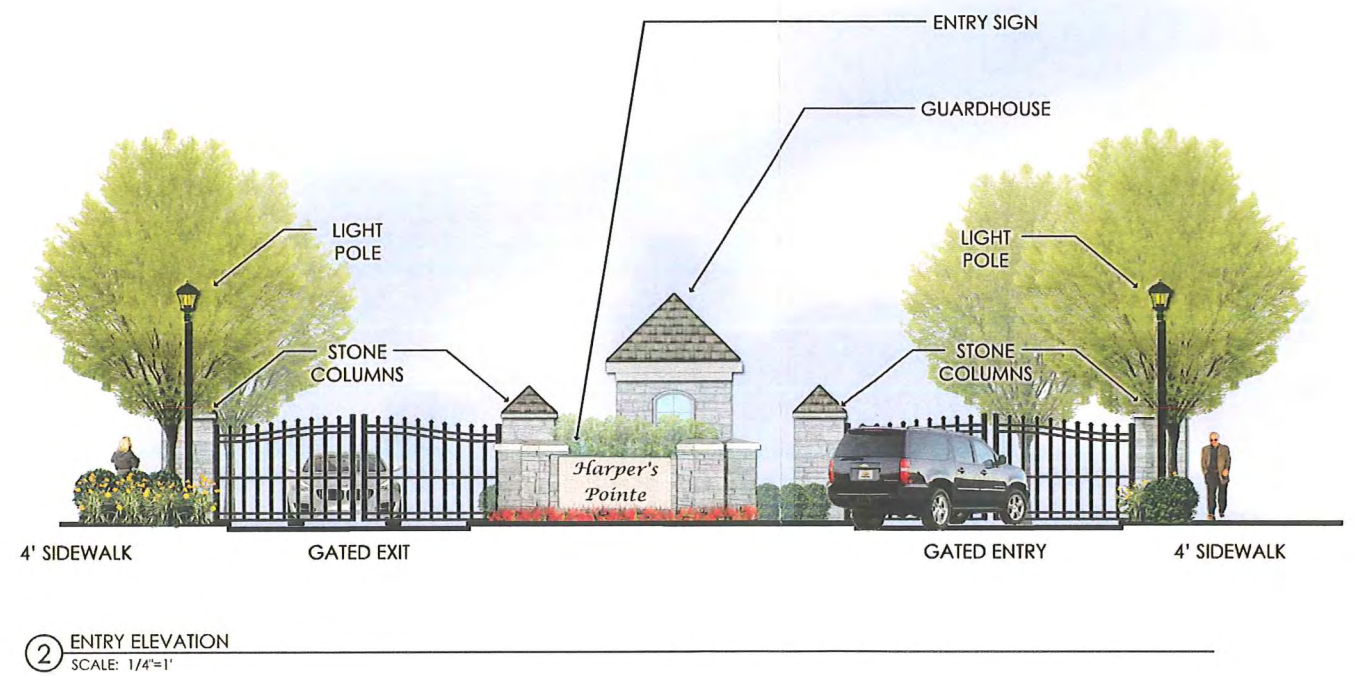 ENTRY SIGN
GUARDHOUSE
LIGHT
POLE
LIGHT
POLE
STONE
COLUMNS
STONE
COLUMNS
Harper's
Pointe
4' SIDEWALK
GATED EXIT
GATED ENTRY
4' SIDEWALK
2
ENTRY ELEVATION
SCALE: 1/4"=1'